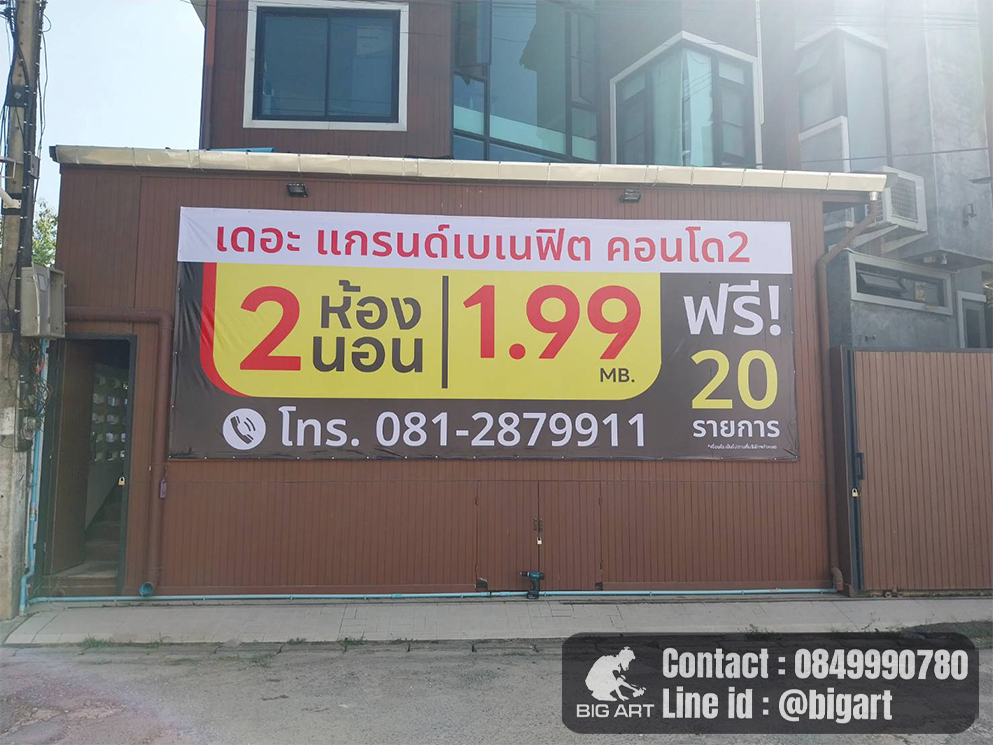 เดอะ แกรนด์เบเนฟิต คอนโด2
2 ห้องนอน
1.99
MB.
ฟรี!
20
รายการ
โทร. 081-2879911
Contact : 0849990780
BIG ART
Line id : @bigart